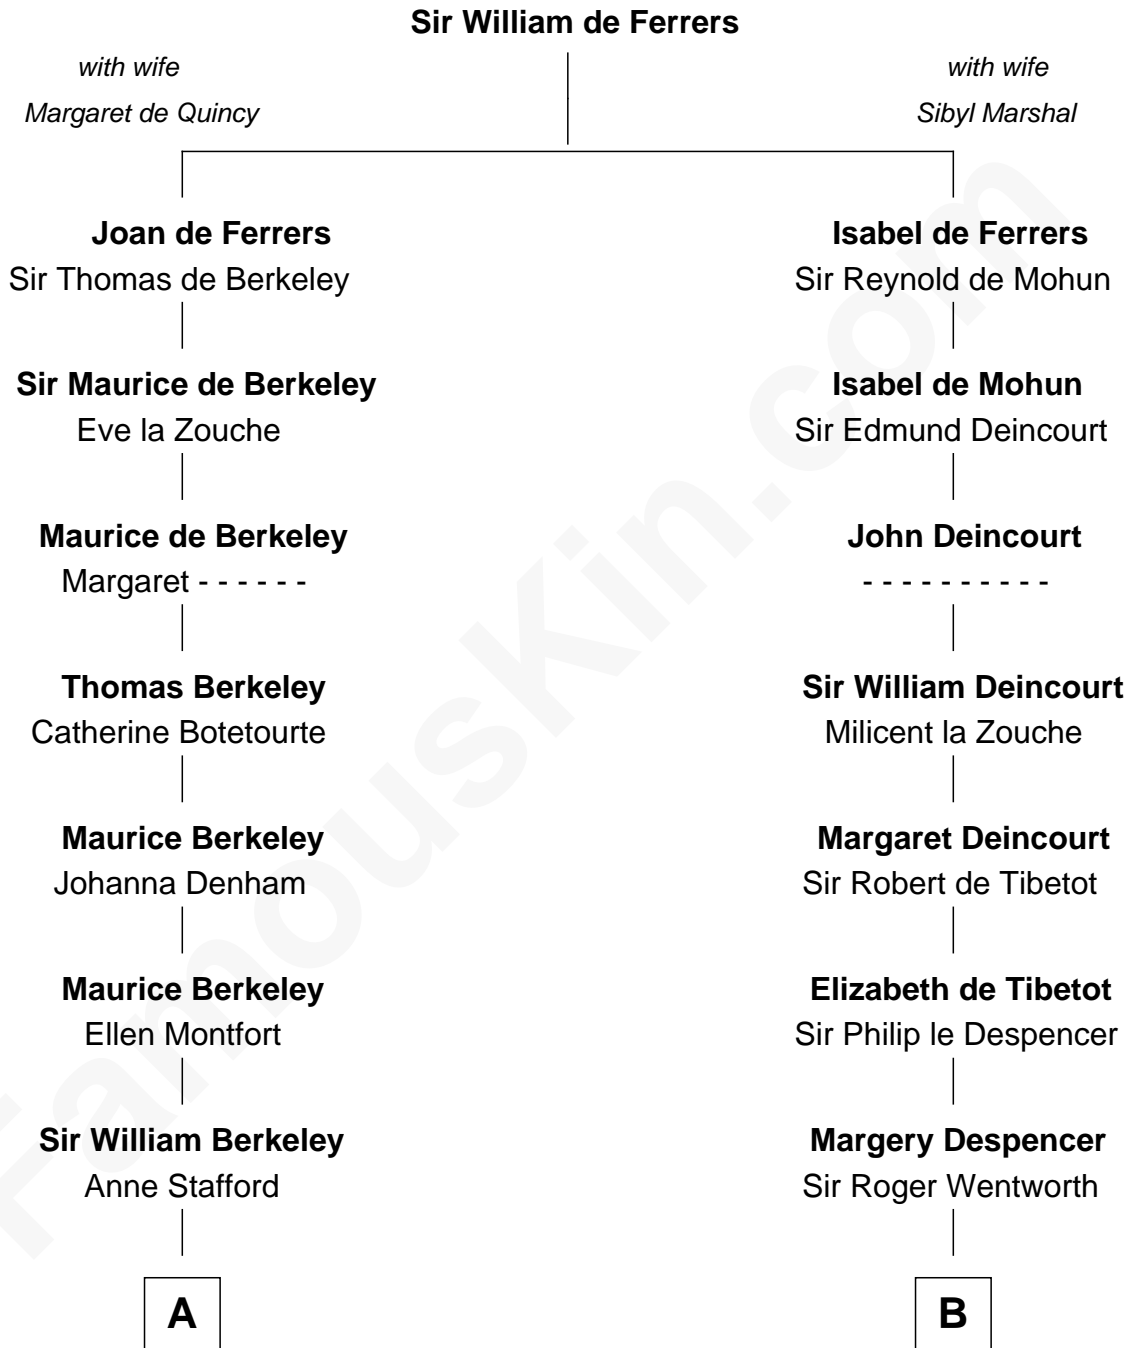 Sir William de Ferrers
with wife
Margaret de Quincy
with wife
Sibyl Marshal
Joan de Ferrers
Sir Thomas de Berkeley
Isabel de Ferrers
Sir Reynold de Mohun
Sir Maurice de Berkeley
Eve la Zouche
Isabel de Mohun
Sir Edmund Deincourt
Maurice de Berkeley
Margaret - - - - - -
John Deincourt
- - - - - - - - - -
Thomas Berkeley
Catherine Botetourte
Sir William Deincourt
Milicent la Zouche
Maurice Berkeley
Johanna Denham
Margaret Deincourt
Sir Robert de Tibetot
Maurice Berkeley
Ellen Montfort
Elizabeth de Tibetot
Sir Philip le Despencer
Sir William Berkeley
Anne Stafford
Margery Despencer
Sir Roger Wentworth
A
B
FamousKin.com